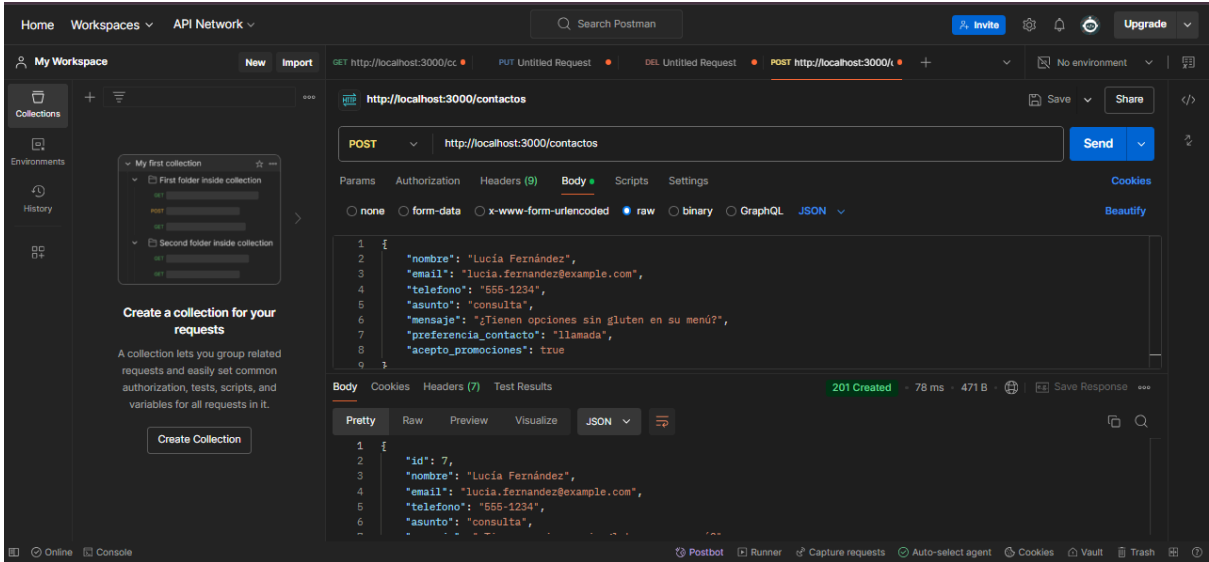 Home Workspaces API Network Search Postman Invite Upgrade
My Workspace New Import GET http://localhost:3000/cc PUT Untitled Request DEL Untitled Request POST http://localhost:3000/ No environment
Collections
Environments
History
My first collection
First folder inside collection
GET
POST
GET
Second folder inside collection
GET
GET
Create a collection for your
requests
A collection lets you group related
requests and easily set common
authorization, tests, scripts, and
variables for all requests in it.
Create Collection
HTTP http://localhost:3000/contactos Save Share
POST http://localhost:3000/contactos Send
Params Authorization Headers (9) Body Scripts Settings Cookies
none form-data x-www-form-urlencoded raw binary GraphQL JSON Beautify
1 {
2 "nombre": "Lucía Fernández",
3 "email": "lucia.fernandez@example.com",
4 "telefono": "555-1234",
5 "asunto": "consulta",
6 "mensaje": "¿Tienen opciones sin gluten en su menú?",
7 "preferencia_contacto": "llamada",
8 "acepto_promociones": true
9 }
Body Cookies Headers (7) Test Results 201 Created 78 ms 471 B Save Response
Pretty Raw Preview Visualize JSON
1 {
2 "id": 7,
3 "nombre": "Lucía Fernández",
4 "email": "lucia.fernandez@example.com",
5 "telefono": "555-1234",
6 "asunto": "consulta",
Online Console Postbot Runner Capture requests Auto-select agent Cookies Vault Trash